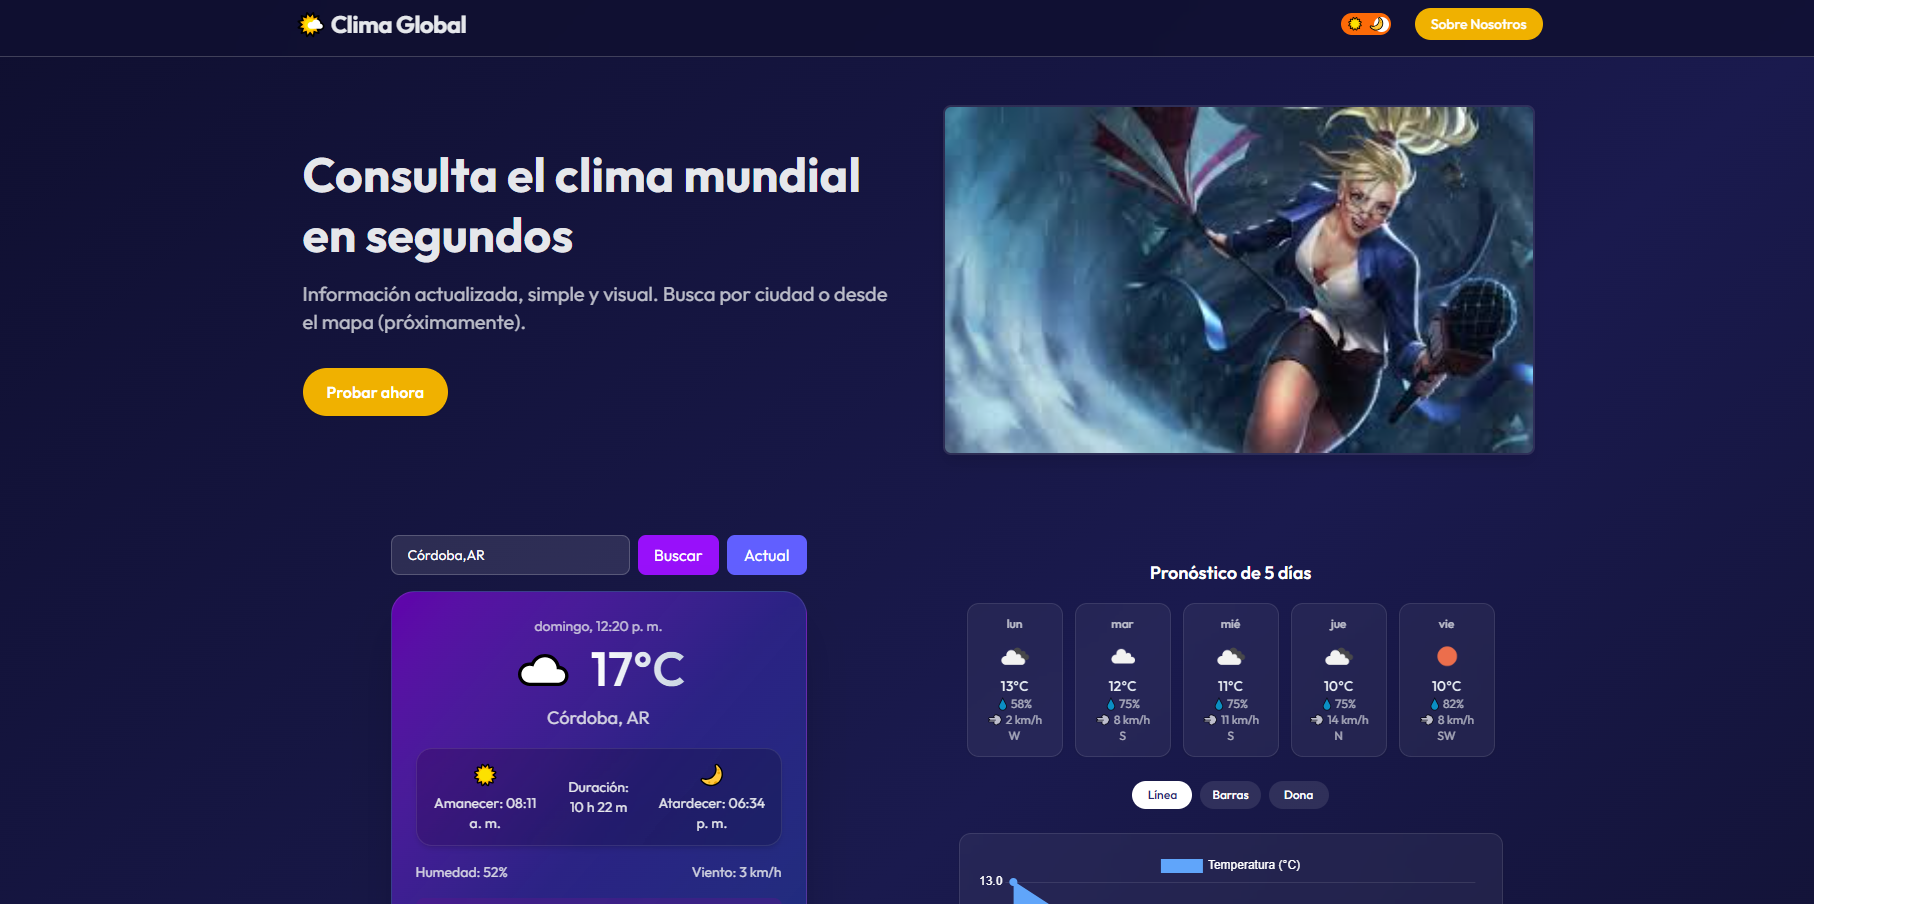 Clima Global
Sobre Nosotros
Consulta el clima mundial
en segundos
Información actualizada, simple y visual. Busca por ciudad o desde
el mapa (próximamente).
Probar ahora
Córdoba,AR
Buscar
Actual
domingo, 12:20 p. m.
17°C
Córdoba, AR
Amanecer: 08:11
a. m.
Duración:
10 h 22 m
Atardecer: 06:34
p. m.
Humedad: 52%
Viento: 3 km/h
Pronóstico de 5 días
lun
13°C
58%
2 km/h
W
mar
12°C
75%
8 km/h
S
mié
11°C
75%
11 km/h
S
jue
10°C
75%
14 km/h
N
vie
10°C
82%
8 km/h
SW
Línea
Barras
Dona
Temperatura (°C)
13.0